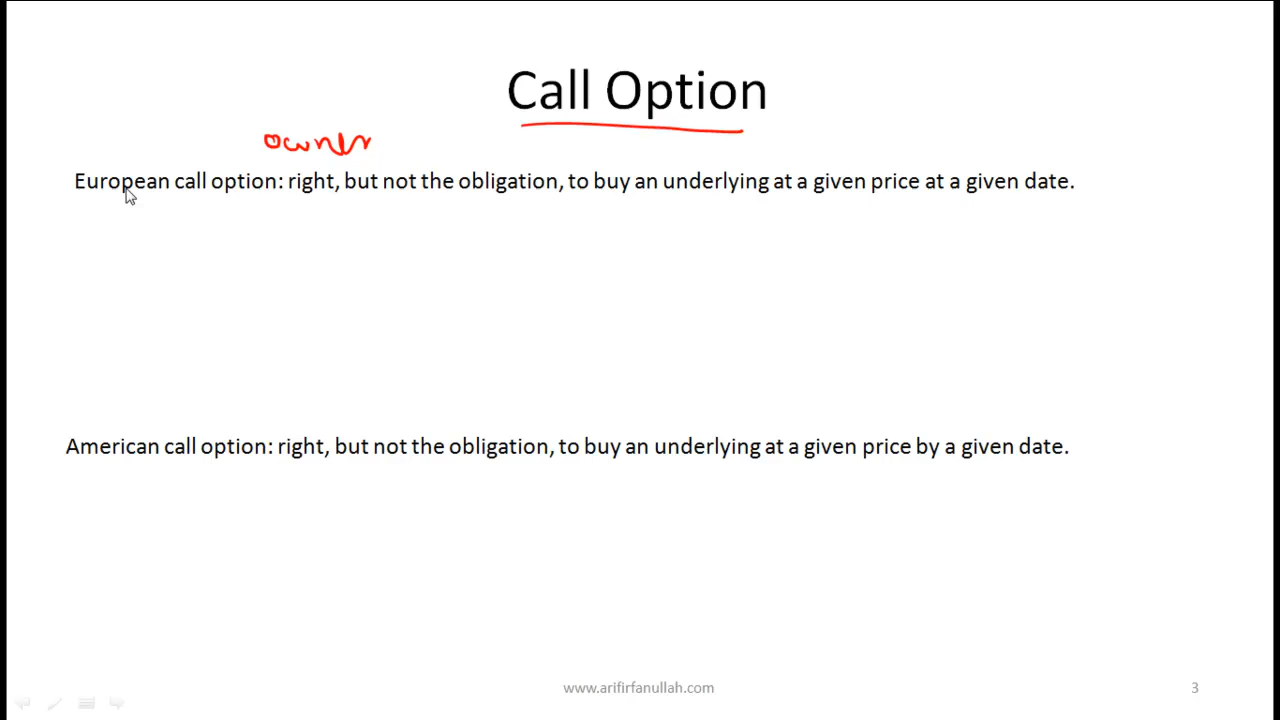 Call Option
owner
European call option: right, but not the obligation, to buy an underlying at a given price at a given date.
American call option: right, but not the obligation, to buy an underlying at a given price by a given date.
www.arifirfanullah.com
3